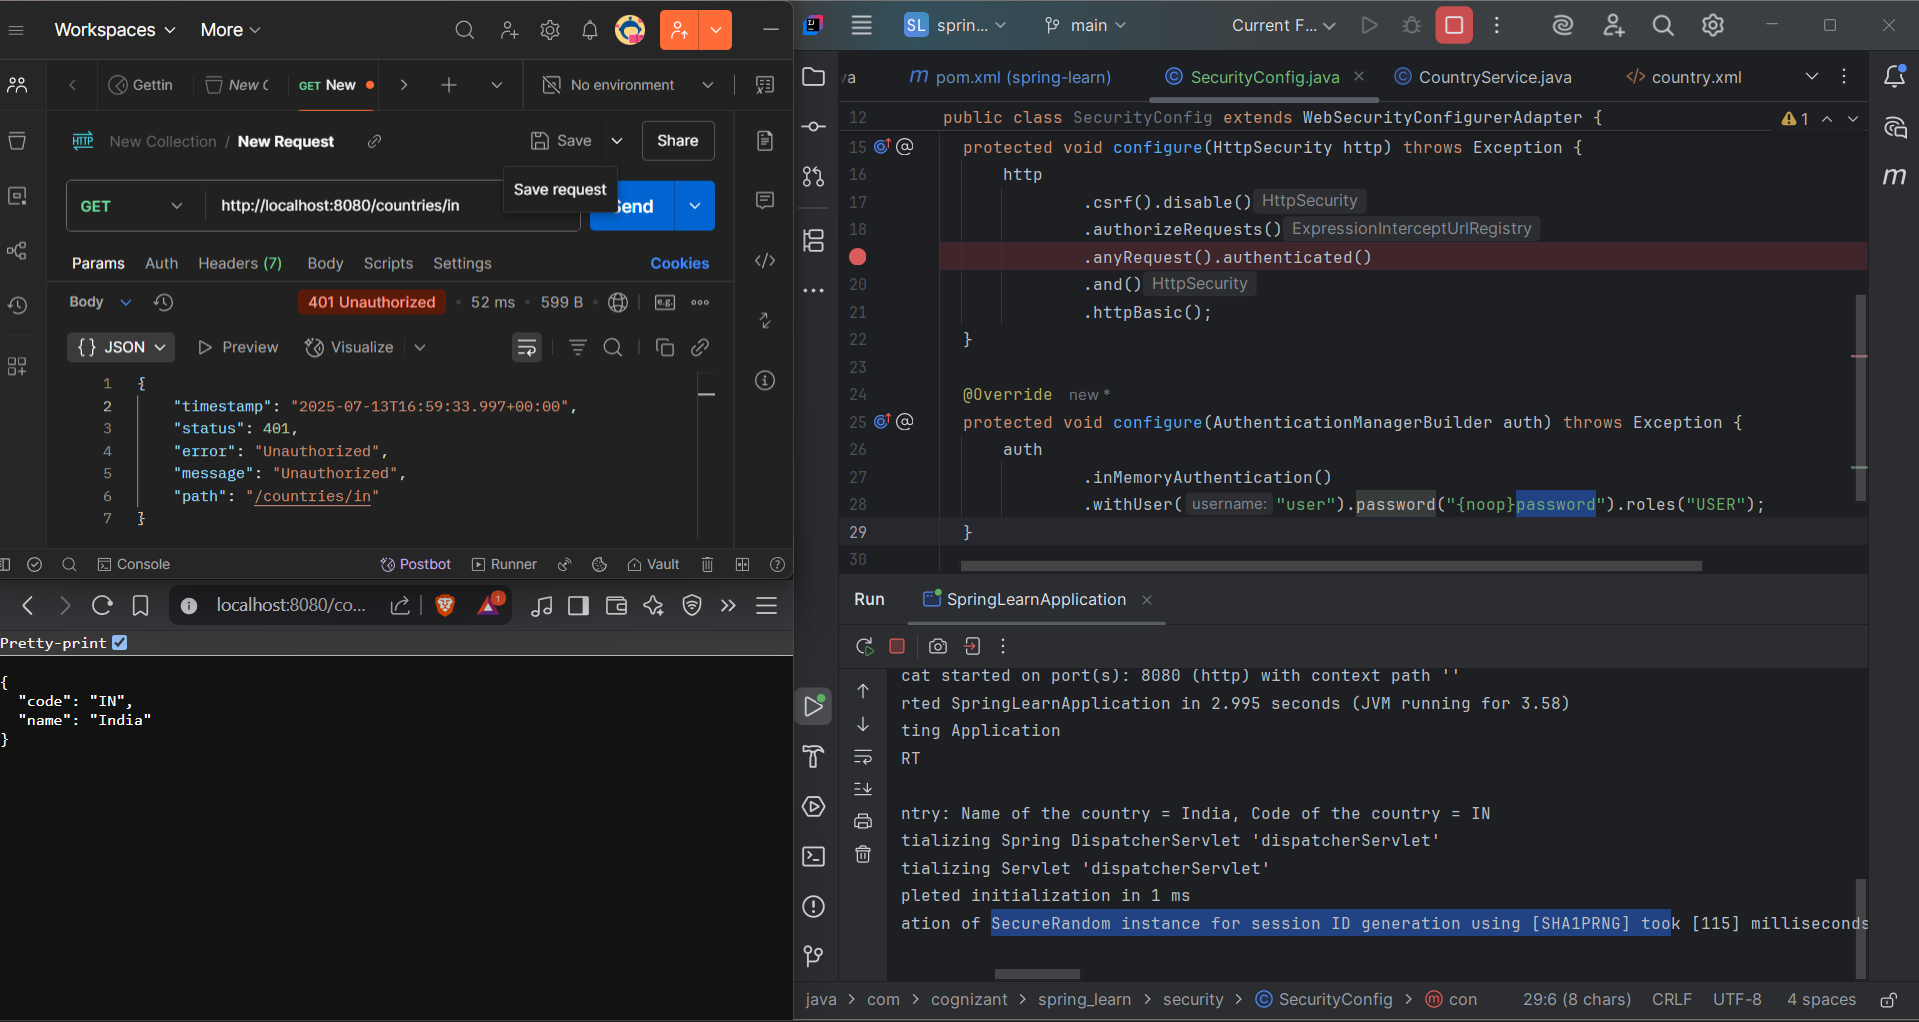 Workspaces More
Gettin New C GET New No environment
New Collection / New Request Save Share
Save request
GET http://localhost:8080/countries/in end
Params Auth Headers (7) Body Scripts Settings Cookies
Body 401 Unauthorized 52 ms 599 B e.g.
{} JSON Preview Visualize
1 {
2 "timestamp": "2025-07-13T16:59:33.997+00:00",
3 "status": 401,
4 "error": "Unauthorized",
5 "message": "Unauthorized",
6 "path": "/countries/in"
7 }
Console Postbot Runner Vault
localhost:8080/co... 1
Pretty-print
{
"code": "IN",
"name": "India"
}
SL sprin... main Current F...
va m pom.xml (spring-learn) SecurityConfig.java CountryService.java country.xml
12 public class SecurityConfig extends WebSecurityConfigurerAdapter { 1
15 protected void configure(HttpSecurity http) throws Exception {
16 http
17 .csrf().disable() HttpSecurity
18 .authorizeRequests() ExpressionInterceptUrlRegistry
.anyRequest().authenticated()
20 .and() HttpSecurity
21 .httpBasic();
22 }
23
24 @Override new *
25 protected void configure(AuthenticationManagerBuilder auth) throws Exception {
26 auth
27 .inMemoryAuthentication()
28 .withUser( username: "user").password("{noop}password").roles("USER");
29 }
30
Run SpringLearnApplication
cat started on port(s): 8080 (http) with context path ''
rted SpringLearnApplication in 2.995 seconds (JVM running for 3.58)
ting Application
RT
ntry: Name of the country = India, Code of the country = IN
tializing Spring DispatcherServlet 'dispatcherServlet'
tializing Servlet 'dispatcherServlet'
pleted initialization in 1 ms
ation of SecureRandom instance for session ID generation using [SHA1PRNG] took [115] milliseconds
java > com > cognizant > spring_learn > security > SecurityConfig > con 29:6 (8 chars) CRLF UTF-8 4 spaces